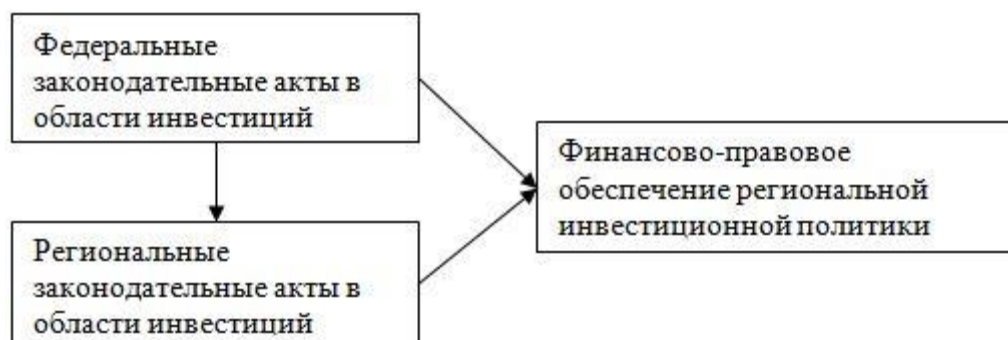 Федеральные
законодательные акты в
области инвестиций
Финансово-правовое
обеспечение региональной
инвестиционной политики
Региональные
законодательные акты в
области инвестиций